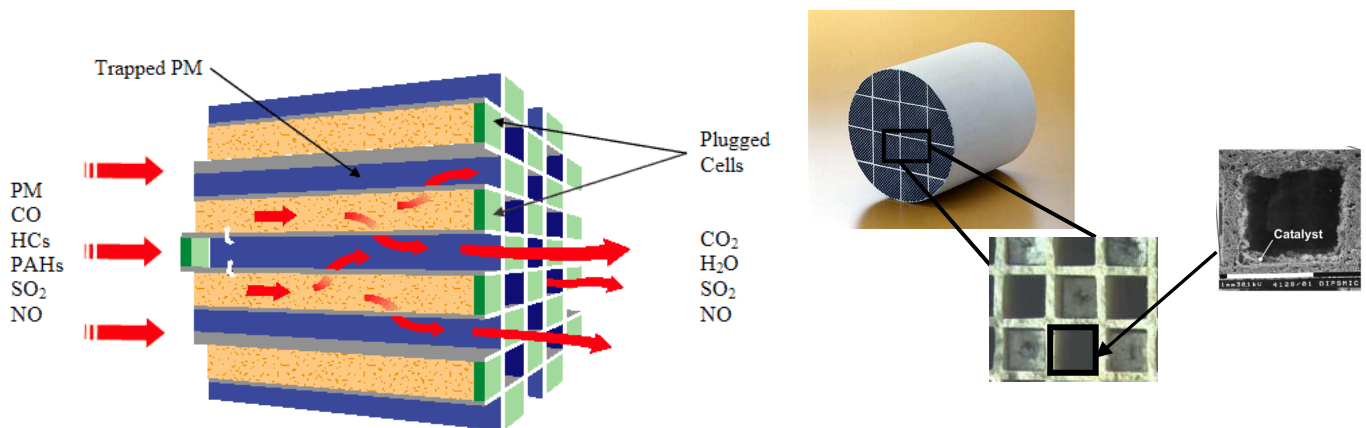 Trapped PM
Plugged
Cells
PM
CO
HCs
PAHs
SO₂
NO
CO₂
H₂O
SO₂
NO
Catalyst